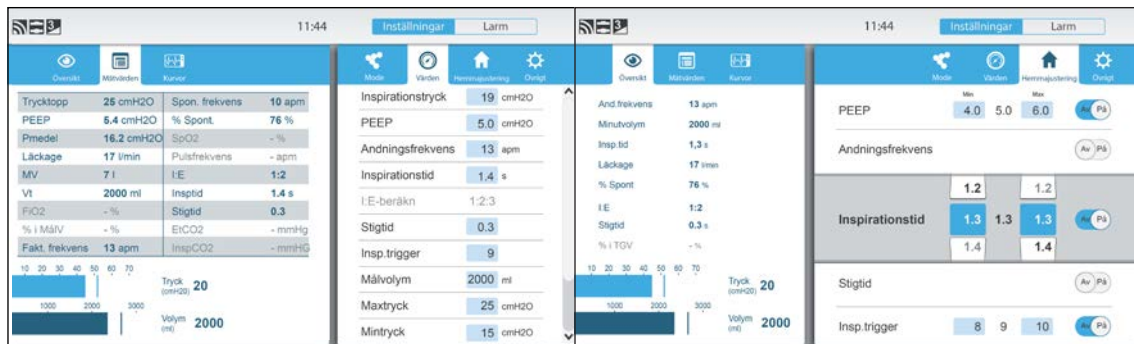 3
11:44
Inställningar Larm
Översikt Mätvärden Kurvor
Mode Värden Hemmajustering Övrigt
Trycktopp 25 cmH2O Spon. frekvens 10 apm
PEEP 5.4 cmH2O % Spont. 76 %
Pmedel 16.2 cmH2O SpO2 - %
Läckage 17 l/min Pulsfrekvens - apm
MV 7 l I:E 1:2
Vt 2000 ml Insptid 1.4 s
FiO2 - % Stigtid 0.3
% i MålV - % EtCO2 - mmHg
Fakt. frekvens 13 apm InspCO2 - mmHG
10 20 30 40 50 60 70
Tryck (cmH20) 20
1000 2000 3000
Volym (ml) 2000
Inspirationstryck 19 cmH2O
PEEP 5.0 cmH2O
Andningsfrekvens 13 apm
Inspirationstid 1.4 s
I:E-beräkn 1:2:3
Stigtid 0.3
Insp.trigger 9
Målvolym 2000 ml
Maxtryck 25 cmH2O
Mintryck 15 cmH2O
3
11:44
Inställningar Larm
Översikt Mätvärden Kurvor
Mode Värden Hemmajustering Övrigt
And.frekvens 13 apm
Minutvolym 2000 ml
Insp.tid 1,3 s
Läckage 17 l/min
% Spont 76 %
I:E 1:2
Stigtid 0.3 s
% i TGV - %
10 20 30 40 50 60 70
Tryck (cmH20) 20
1000 2000 3000
Volym (ml) 2000
Min Max
PEEP 4.0 5.0 6.0 Av På
Andningsfrekvens Av På
1.2 1.2
Inspirationstid 1.3 1.3 1.3 Av På
1.4 1.4
Stigtid Av På
Insp.trigger 8 9 10 Av På